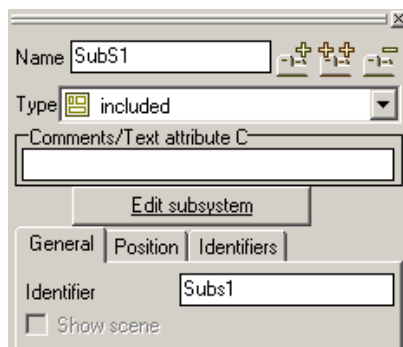 Name SubS1
Type included
Comments/Text attribute C
Edit subsystem
General Position Identifiers
Identifier Subs1
Show scene